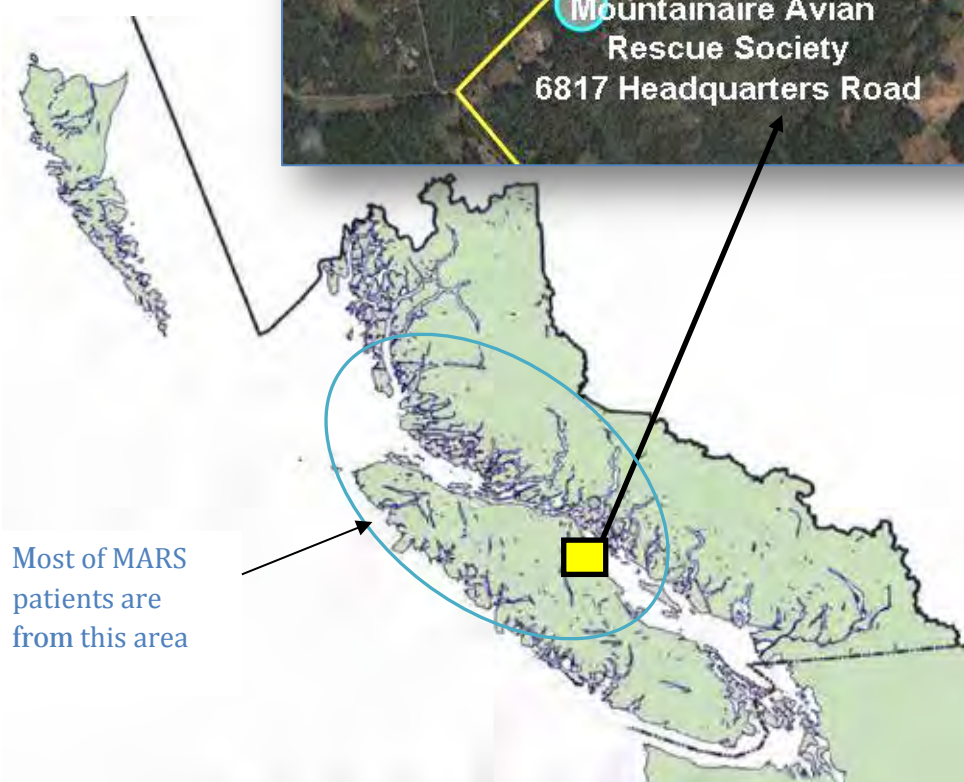 Mountainaire Avian
Rescue Society
6817 Headquarters Road
Most of MARS
patients are
from this area